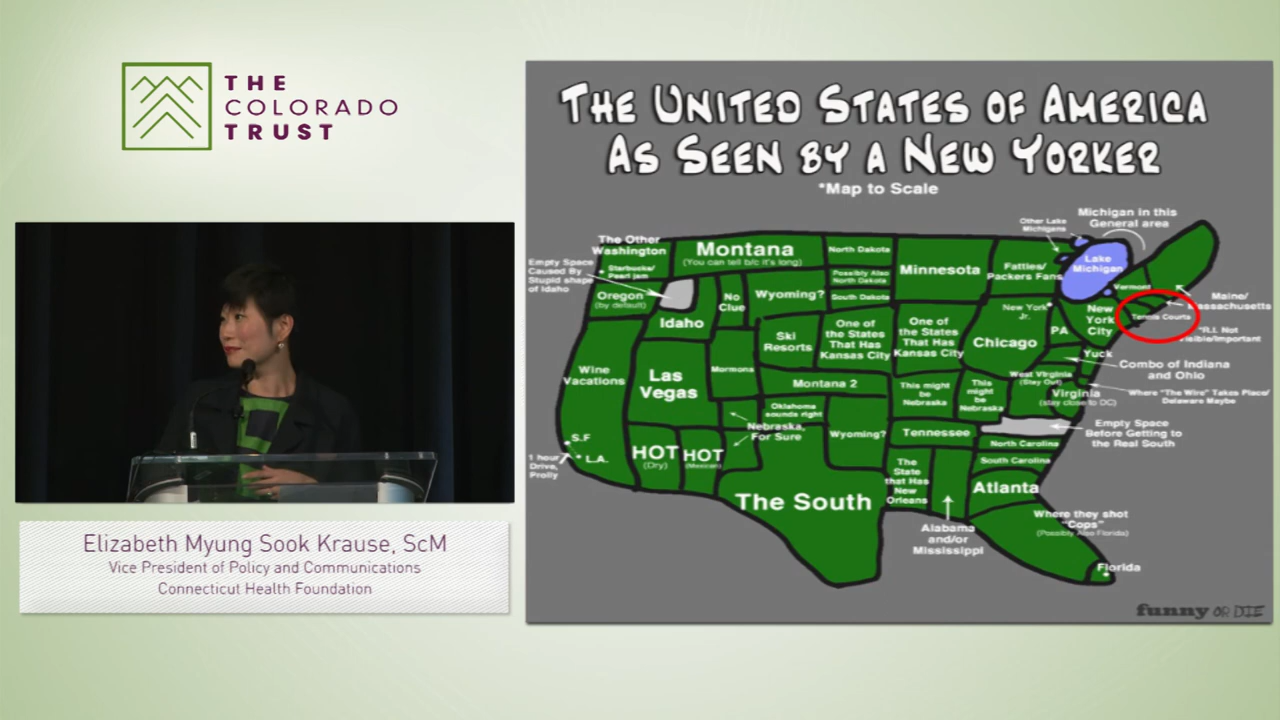 THE
COLORADO
TRUST
Elizabeth Myung Sook Krause, ScM
Vice President of Policy and Communications
Connecticut Health Foundation
THE UNITED STATES OF AMERICA
AS SEEN BY A NEW YORKER
*Map to Scale
The Other
Washington
Starbucks/
Pearl jam
Empty Space
Caused By
Stupid shape
of Idaho
Oregon
(by default)
Montana
(You can tell b/c it's long)
North Dakota
Possibly Also
North Dakota
South Dakota
Minnesota
Fatties/
Packers Fans
Other Lake
Michigans
Michigan in this
General area
Lake
Michigan
Vermont
Maine/
Massachusetts
Tennis Courts
*R.I. Not
Visible/Important
New
York
City
New York
Jr.
PA
Yuck
Chicago
Idaho
No
Clue
Wyoming?
Ski
Resorts
One of
the States
That Has
Kansas City
One of
the States
That Has
Kansas City
Combo of Indiana
and Ohio
West Virginia
(Stay Out)
Virginia
(stay close to DC)
Where "The Wire" Takes Place/
Delaware Maybe
Wine
Vacations
Las
Vegas
Mormons
Montana 2
This might
be
Nebraska
This
might
be
Nebraska
Oklahoma
sounds right
Nebraska,
For Sure
Wyoming?
Tennessee
Empty Space
Before Getting to
the Real South
North Carolina
South Carolina
S.F
L.A.
1 hour
Drive,
Prolly
HOT
(Dry)
HOT
(Mexican)
The South
The
State
that Has
New
Orleans
Alabama
and/or
Mississippi
Atlanta
Where they shot
"Cops"
(Possibly Also Florida)
Florida
funny OR DIE